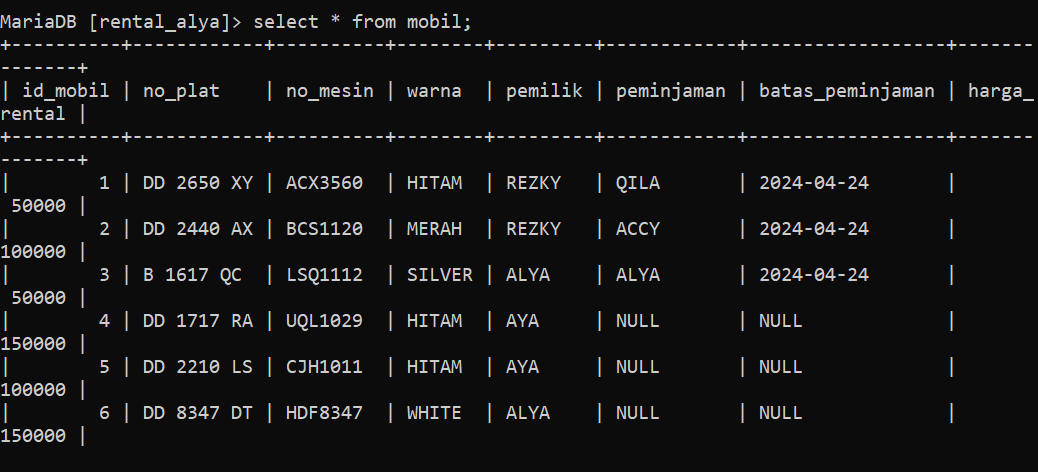 MariaDB [rental_alya]> select * from mobil;
+----------+------------+----------+--------+---------+------------+------------------+-------
-------+
| id_mobil | no_plat    | no_mesin | warna  | pemilik | peminjaman | batas_peminjaman | harga_
rental |
+----------+------------+----------+--------+---------+------------+------------------+-------
-------+
|        1 | DD 2650 XY | ACX3560  | HITAM  | REZKY   | QILA       | 2024-04-24       |
 50000 |
|        2 | DD 2440 AX | BCS1120  | MERAH  | REZKY   | ACCY       | 2024-04-24       |
100000 |
|        3 | B 1617 QC  | LSQ1112  | SILVER | ALYA    | ALYA       | 2024-04-24       |
 50000 |
|        4 | DD 1717 RA | UQL1029  | HITAM  | AYA     | NULL       | NULL             |
150000 |
|        5 | DD 2210 LS | CJH1011  | HITAM  | AYA     | NULL       | NULL             |
100000 |
|        6 | DD 8347 DT | HDF8347  | WHITE  | ALYA    | NULL       | NULL             |
150000 |